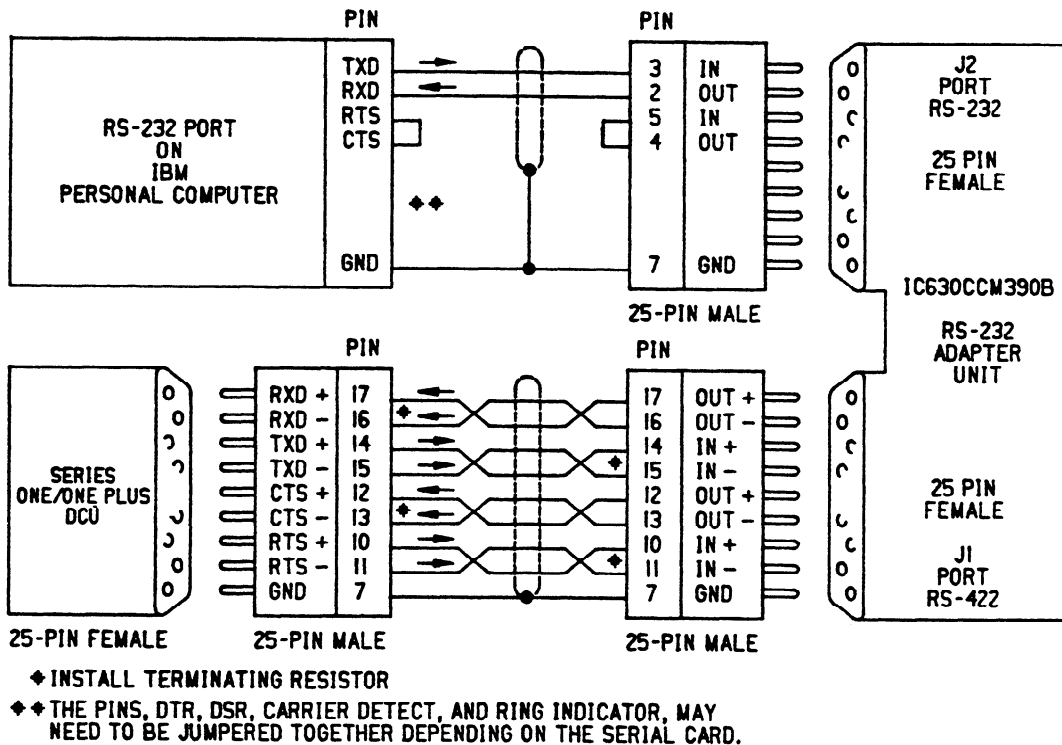 PIN
PIN
RS-232 PORT
ON
IBM
PERSONAL COMPUTER
TXD
RXD
RTS
CTS
GND
3 IN
2 OUT
5 IN
4 OUT
7 GND
J2
PORT
RS-232
25 PIN
FEMALE
25-PIN MALE
IC630CCM390B
RS-232
ADAPTER
UNIT
PIN
PIN
SERIES
ONE/ONE PLUS
DCU
RXD + 17
RXD - 16
TXD + 14
TXD - 15
CTS + 12
CTS - 13
RTS + 10
RTS - 11
GND 7
17 OUT +
16 OUT -
14 IN +
15 IN -
12 OUT +
13 OUT -
10 IN +
11 IN -
7 GND
25 PIN
FEMALE
J1
PORT
RS-422
25-PIN FEMALE
25-PIN MALE
25-PIN MALE
✦ INSTALL TERMINATING RESISTOR
✦ ✦ THE PINS, DTR, DSR, CARRIER DETECT, AND RING INDICATOR, MAY
NEED TO BE JUMPERED TOGETHER DEPENDING ON THE SERIAL CARD.